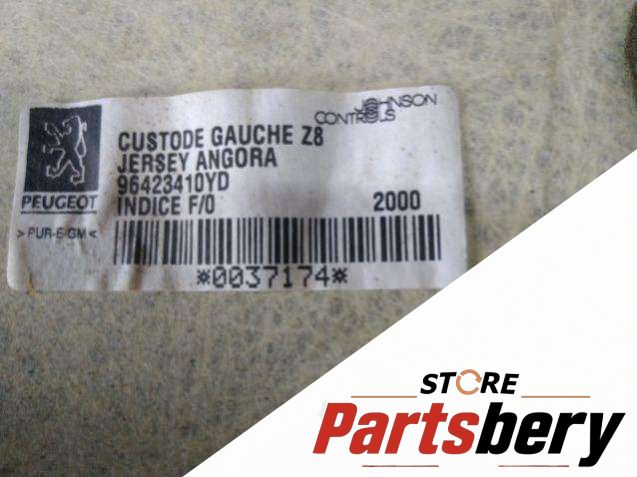 JOHNSON
CONTROLS
CUSTODE GAUCHE Z8
JERSEY ANGORA
96423410YD
INDICE F/0 2000
PEUGEOT
>PUR-E-GM<
*0037174*
STORE
Partsbery